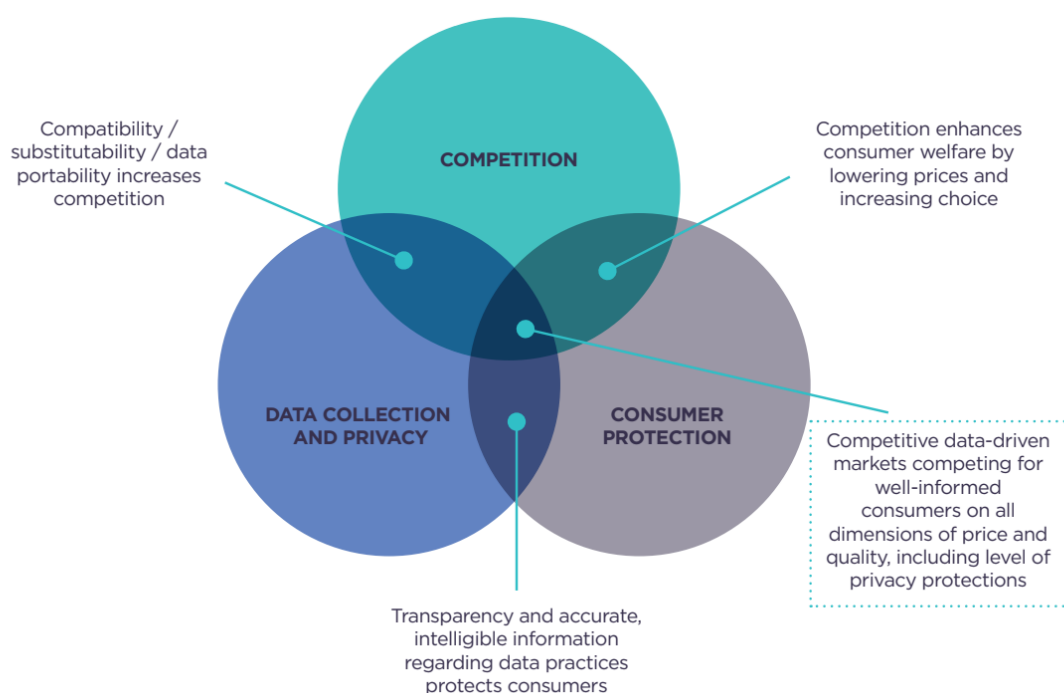 Compatibility /
substitutability / data
portability increases
competition
COMPETITION
Competition enhances
consumer welfare by
lowering prices and
increasing choice
DATA COLLECTION
AND PRIVACY
CONSUMER
PROTECTION
Competitive data-driven
markets competing for
well-informed
consumers on all
dimensions of price and
quality, including level of
privacy protections
Transparency and accurate,
intelligible information
regarding data practices
protects consumers